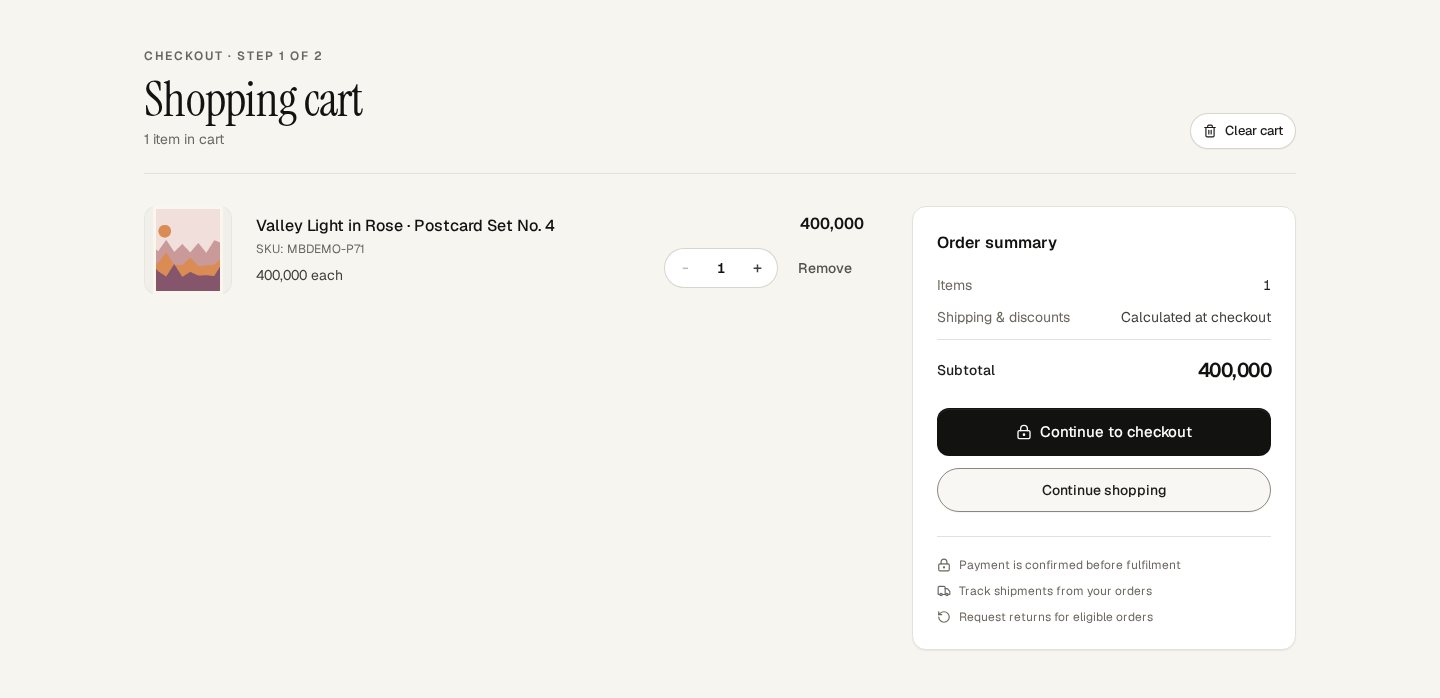 CHECKOUT · STEP 1 OF 2
Shopping cart
1 item in cart
Clear cart
Valley Light in Rose · Postcard Set No. 4
SKU: MBDEMO-P71
400,000 each
− 1 +
400,000
Remove
Order summary
Items 1
Shipping & discounts Calculated at checkout
Subtotal 400,000
Continue to checkout
Continue shopping
Payment is confirmed before fulfilment
Track shipments from your orders
Request returns for eligible orders